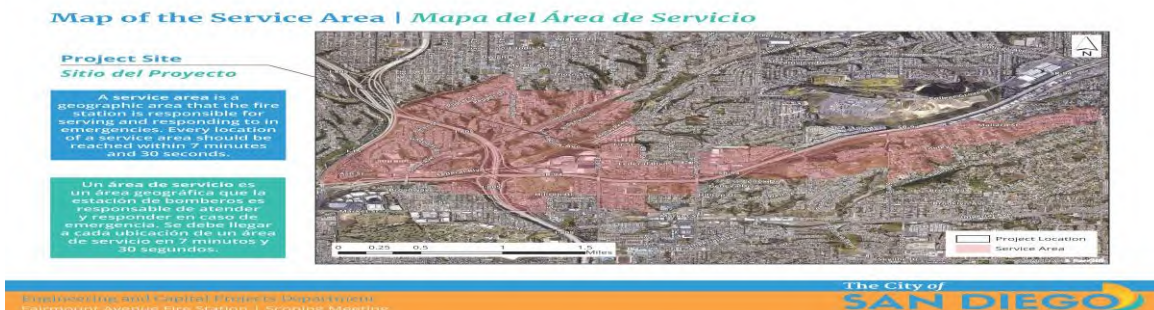 Map of the Service Area | Mapa del Área de Servicio
Project Site
Sitio del Proyecto
A service area is a
geographic area that the fire
station is responsible for
serving and responding to in
emergencies. Every location
of a service area should be
reached within 7 minutes
and 30 seconds.
Un área de servicio es
un área geográfica que la
estación de bomberos es
responsable de atender
y responder en caso de
emergencia. Se debe llegar
a cada ubicación de un área
de servicio en 7 minutos y
30 segundos.
N
0 0.25 0.5 1 1.5
Miles
Project Location
Service Area
Engineering and Capital Projects Department
Fairmount Avenue Fire Station | Scoping Meeting
The City of
SAN DIEGO